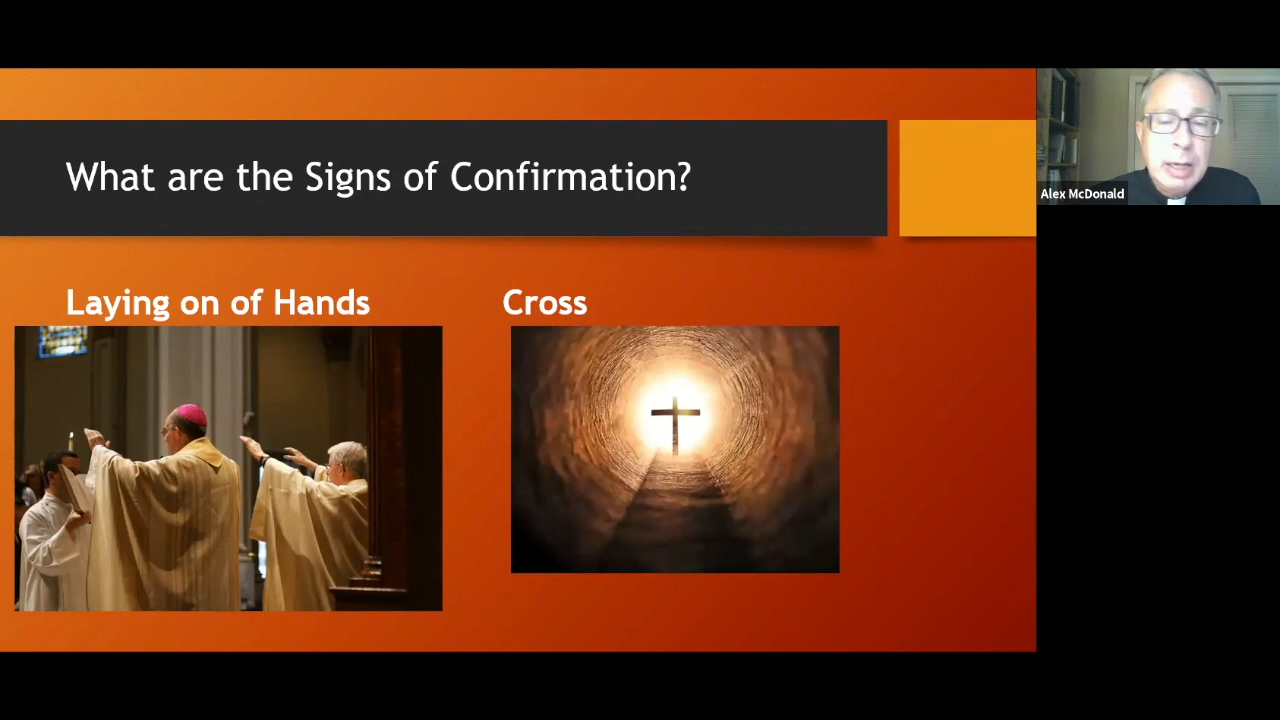 What are the Signs of Confirmation?
Laying on of Hands
Cross
Alex McDonald